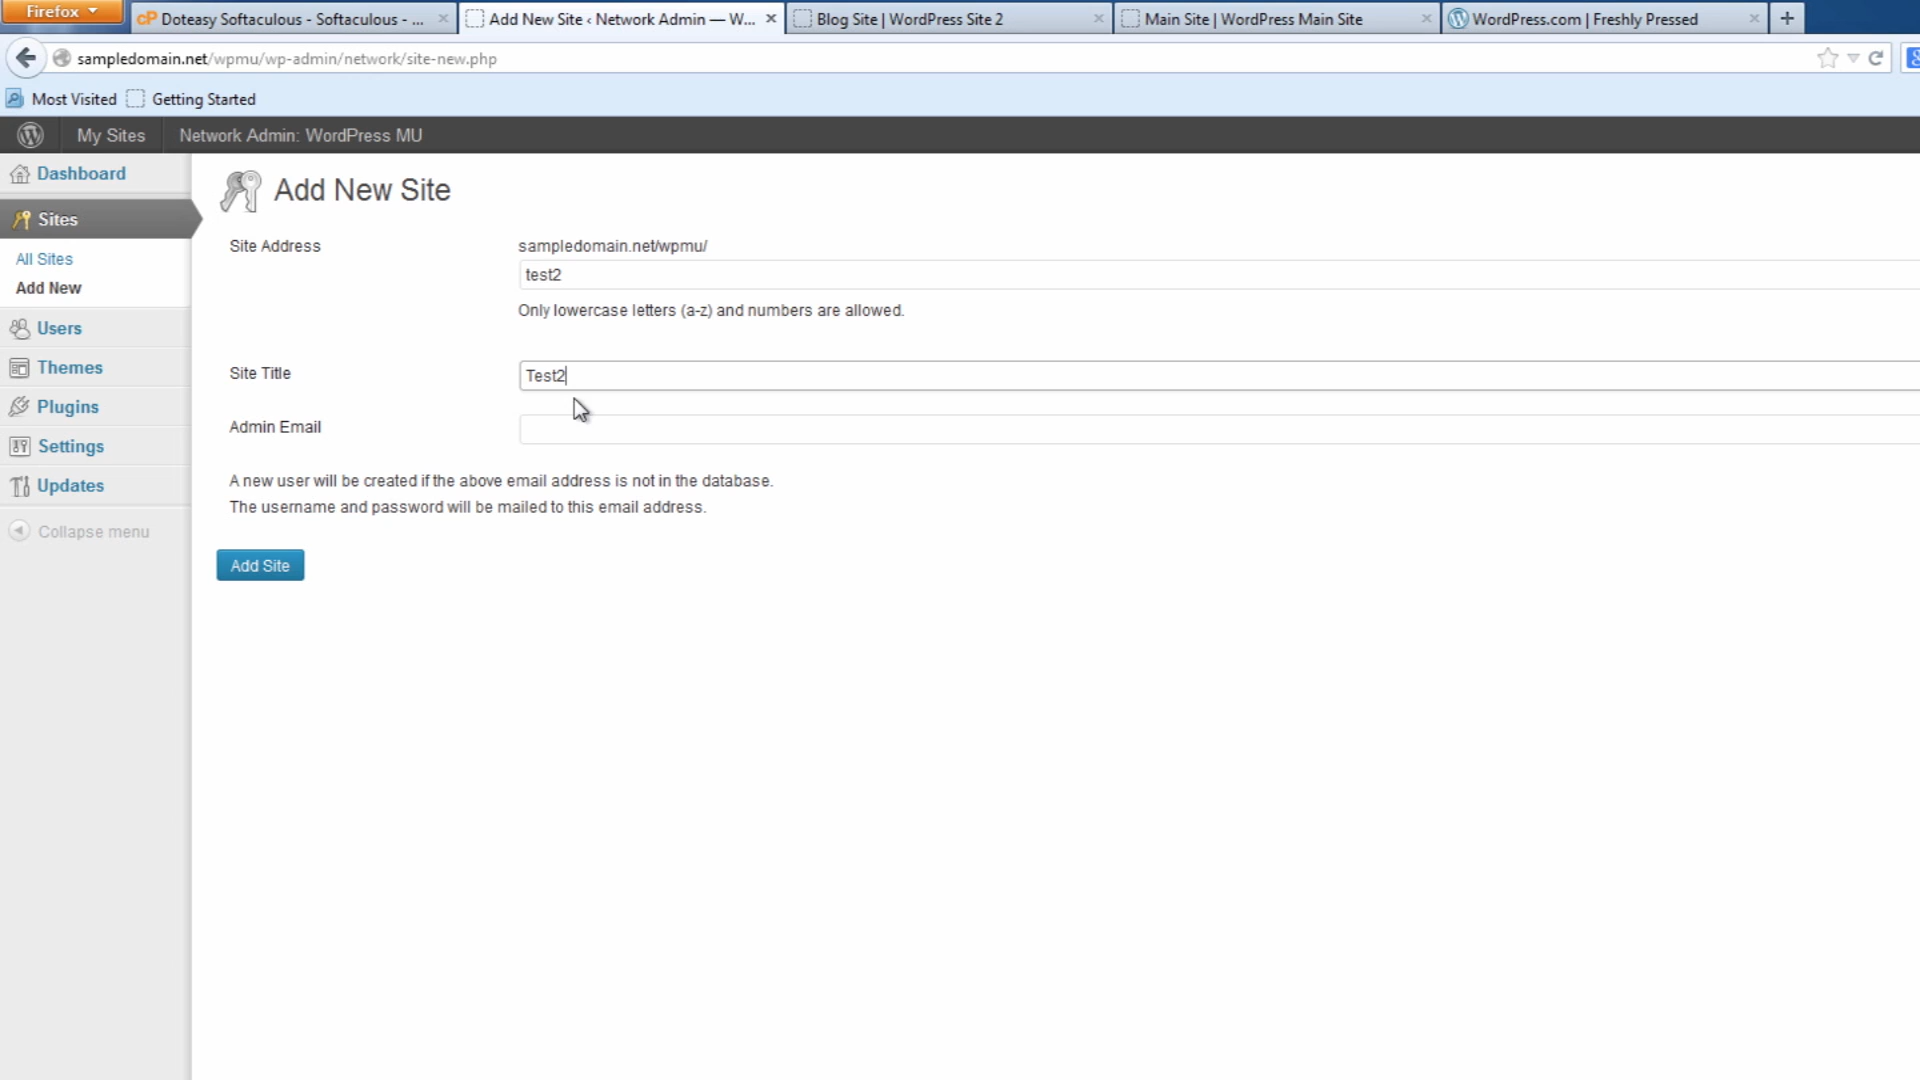 Firefox
cP Doteasy Softaculous - Softaculous - ...
Add New Site ‹ Network Admin — W...
Blog Site | WordPress Site 2
Main Site | WordPress Main Site
WordPress.com | Freshly Pressed
sampledomain.net/wpmu/wp-admin/network/site-new.php
Most Visited
Getting Started
My Sites
Network Admin: WordPress MU
Dashboard
Sites
All Sites
Add New
Users
Themes
Plugins
Settings
Updates
Collapse menu
Add New Site
Site Address
sampledomain.net/wpmu/
test2
Only lowercase letters (a-z) and numbers are allowed.
Site Title
Test2
Admin Email
A new user will be created if the above email address is not in the database.
The username and password will be mailed to this email address.
Add Site